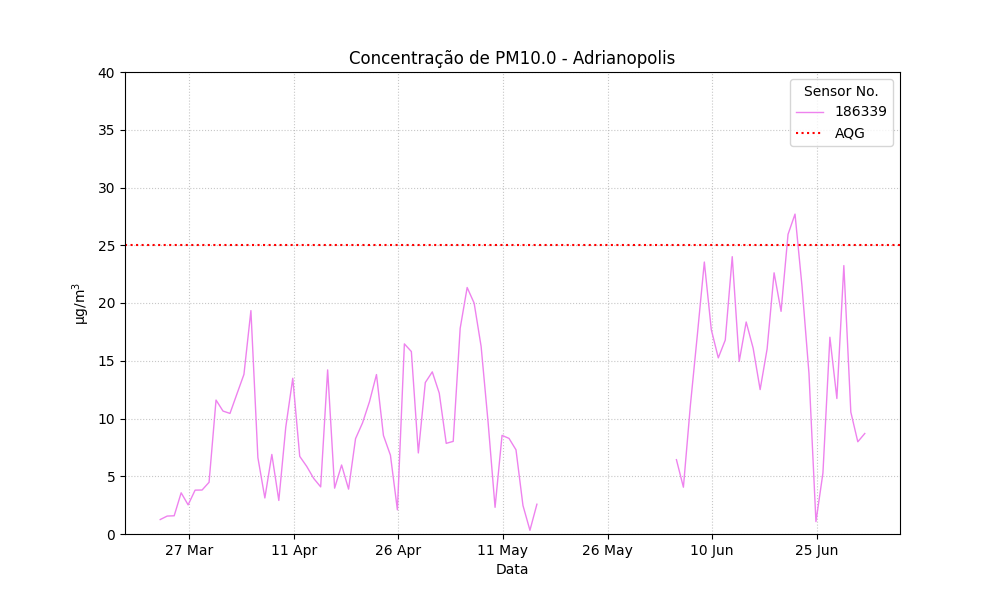 Concentração de PM10.0 - Adrianopolis
40
35
30
25
20
15
10
5
0
µg/m³
Sensor No.
186339
AQG
27 Mar
11 Apr
26 Apr
11 May
26 May
10 Jun
25 Jun
Data